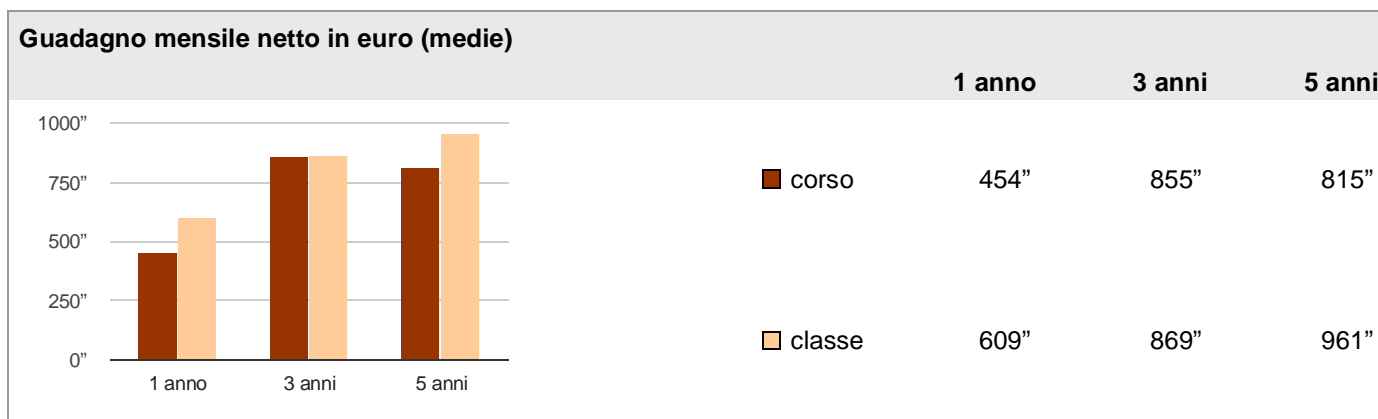 Guadagno mensile netto in euro (medie)
1 anno 3 anni 5 anni
1000”
750”
500”
250”
0”
1 anno 3 anni 5 anni
corso 454” 855” 815”
classe 609” 869” 961”